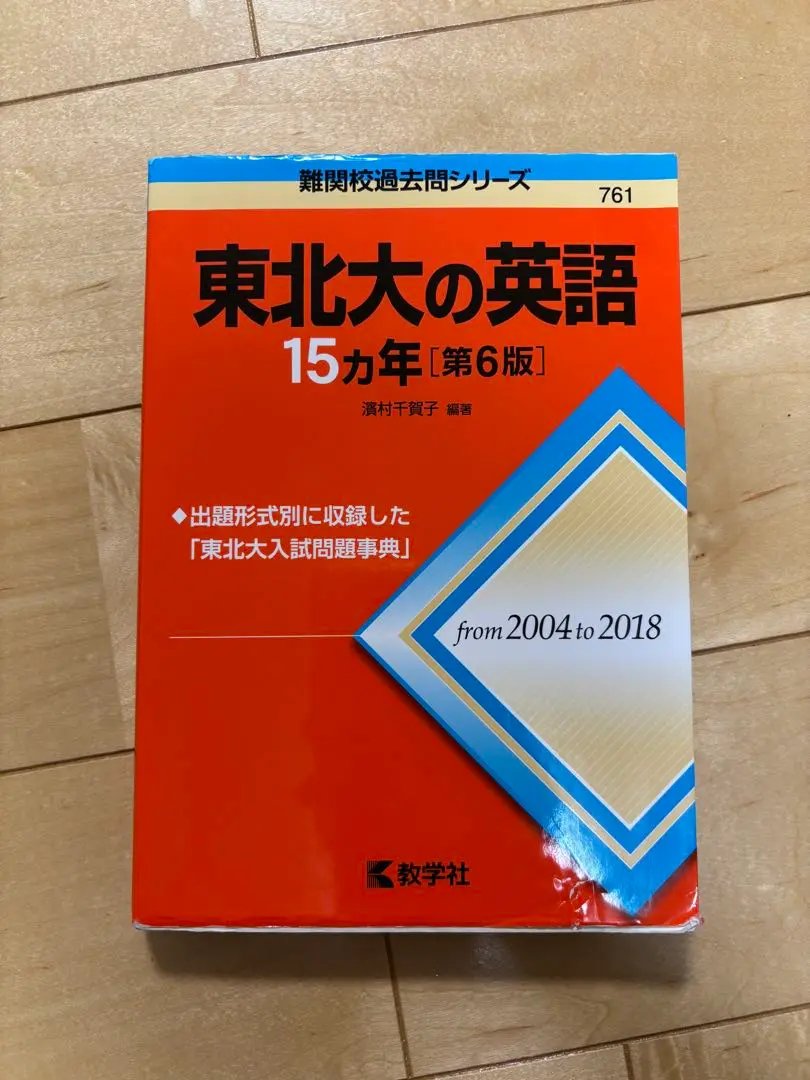 難関校過去問シリーズ
761
東北大の英語
15カ年[第6版]
濱村千賀子 編著
◆出題形式別に収録した
「東北大入試問題事典」
from 2004 to 2018
教学社